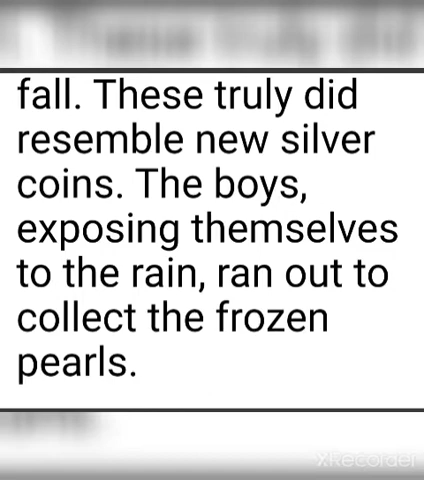 fall. These truly did
resemble new silver
coins. The boys,
exposing themselves
to the rain, ran out to
collect the frozen
pearls.
XRecorder